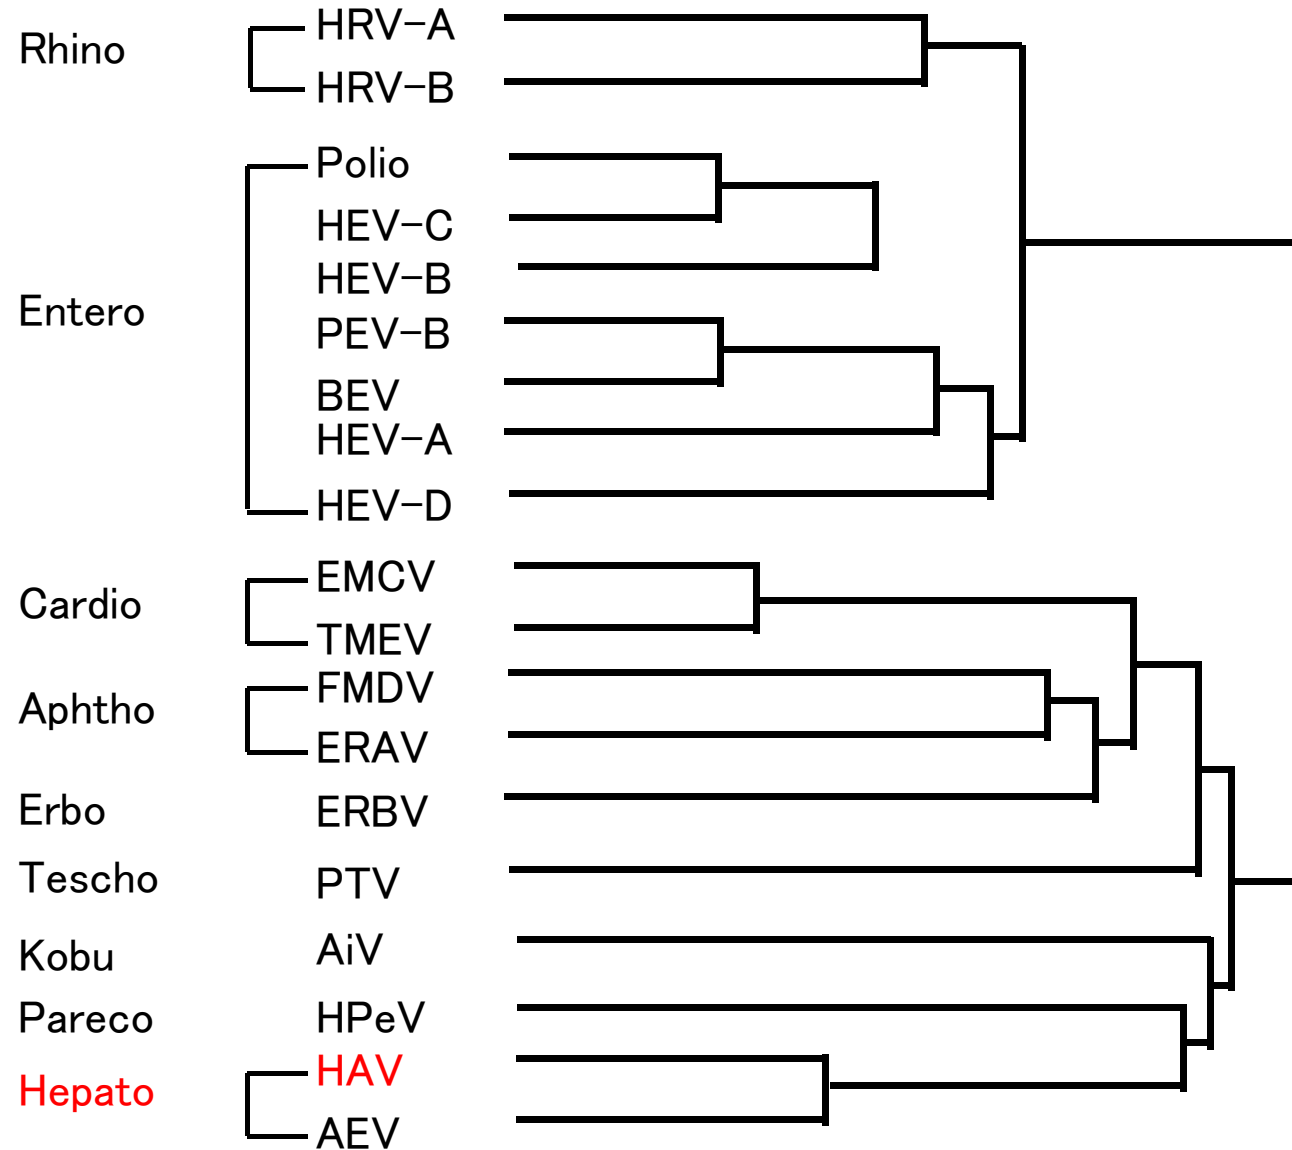 Rhino
HRV-A
HRV-B
Entero
Polio
HEV-C
HEV-B
PEV-B
BEV
HEV-A
HEV-D
Cardio
EMCV
TMEV
Aphtho
FMDV
ERAV
Erbo
ERBV
Tescho
PTV
Kobu
AiV
Pareco
HPeV
Hepato
HAV
AEV